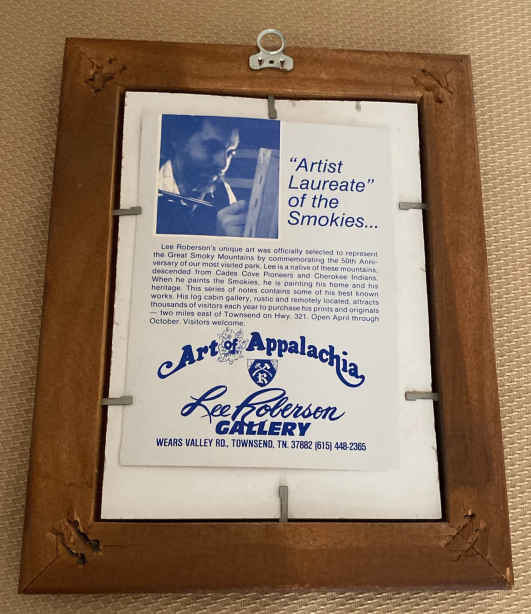 "Artist
Laureate"
of the
Smokies...
Lee Roberson's unique art was officially selected to represent
the Great Smoky Mountains by commemorating the 50th Anni-
versary of our most visited park. Lee is a native of these mountains,
descended from Cades Cove Pioneers and Cherokee Indians.
When he paints the Smokies, he is painting his home and his
heritage. This series of notes contains some of his best known
works. His log cabin gallery, rustic and remotely located, attracts
thousands of visitors each year to purchase his prints and originals
— two miles east of Townsend on Hwy. 321. Open April through
October. Visitors welcome.
Art of Appalachia
R
Lee Roberson
GALLERY
WEARS VALLEY RD., TOWNSEND, TN. 37882 (615) 448-2365